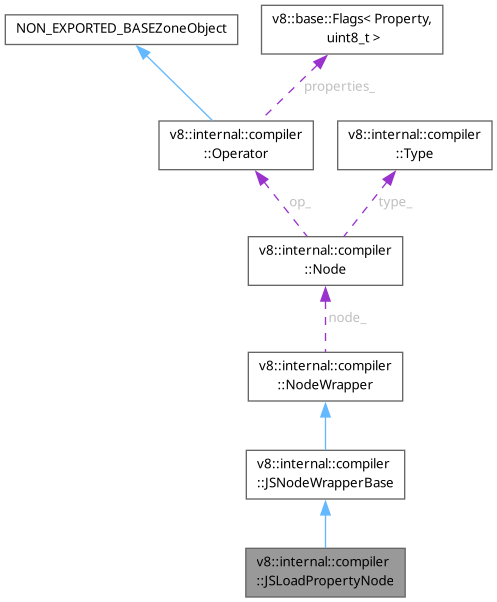 NON_EXPORTED_BASEZoneObject
v8::base::Flags< Property,
uint8_t >
properties_
v8::internal::compiler
::Operator
v8::internal::compiler
::Type
op_
type_
v8::internal::compiler
::Node
node_
v8::internal::compiler
::NodeWrapper
v8::internal::compiler
::JSNodeWrapperBase
v8::internal::compiler
::JSLoadPropertyNode